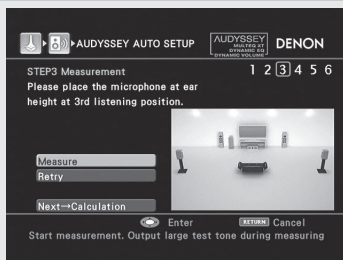 AUDYSSEY AUTO SETUP
AUDYSSEY
MULTEQ XT
DYNAMIC EQ
DYNAMIC VOLUME
DENON
STEP3 Measurement
1 2 3 4 5 6
Please place the microphone at ear
height at 3rd listening position.
Measure
Retry
Next→Calculation
Enter
RETURN Cancel
Start measurement. Output large test tone during measuring